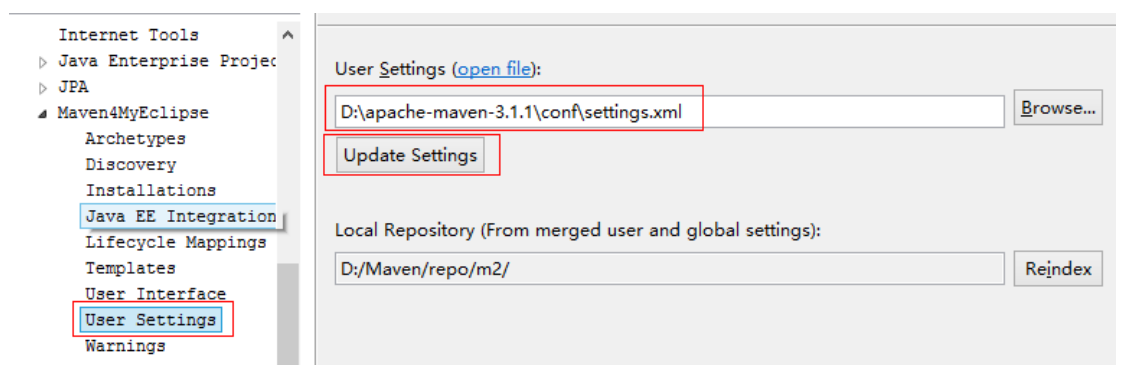 Internet Tools
Java Enterprise Projec
JPA
Maven4MyEclipse
Archetypes
Discovery
Installations
Java EE Integration
Lifecycle Mappings
Templates
User Interface
User Settings
Warnings
User Settings (open file):
D:\apache-maven-3.1.1\conf\settings.xml
Browse...
Update Settings
Local Repository (From merged user and global settings):
D:/Maven/repo/m2/
Reindex